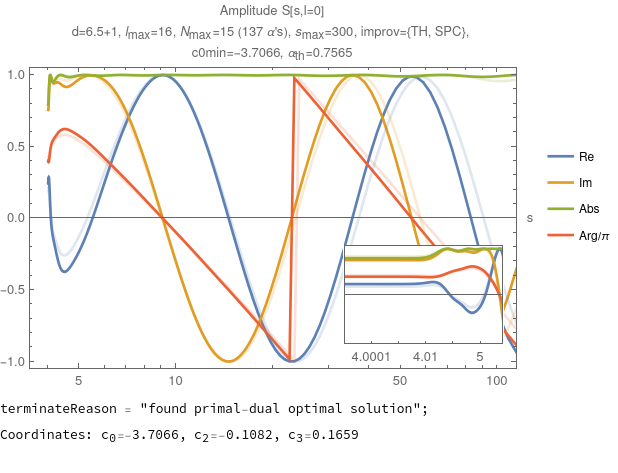 Amplitude S[s,l=0]
d=6.5+1, lmax=16, Nmax=15 (137 α's), smax=300, improv={TH, SPC},
c0min=-3.7066, αth=0.7565
1.0
0.5
0.0
-0.5
-1.0
5
10
50
100
s
4.0001
4.01
5
Re
Im
Abs
Arg/π
terminateReason = "found primal-dual optimal solution";
Coordinates: c0=-3.7066, c2=-0.1082, c3=0.1659